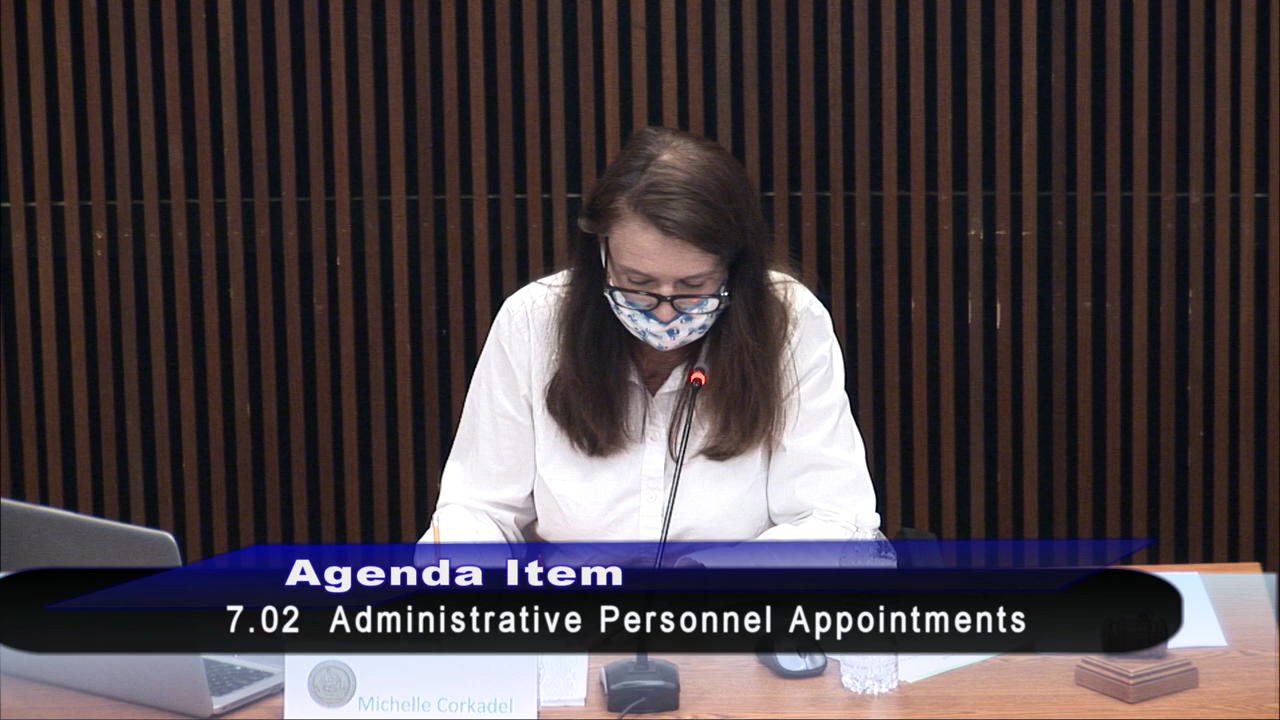 Agenda Item
7.02 Administrative Personnel Appointments
Michelle Corkadel